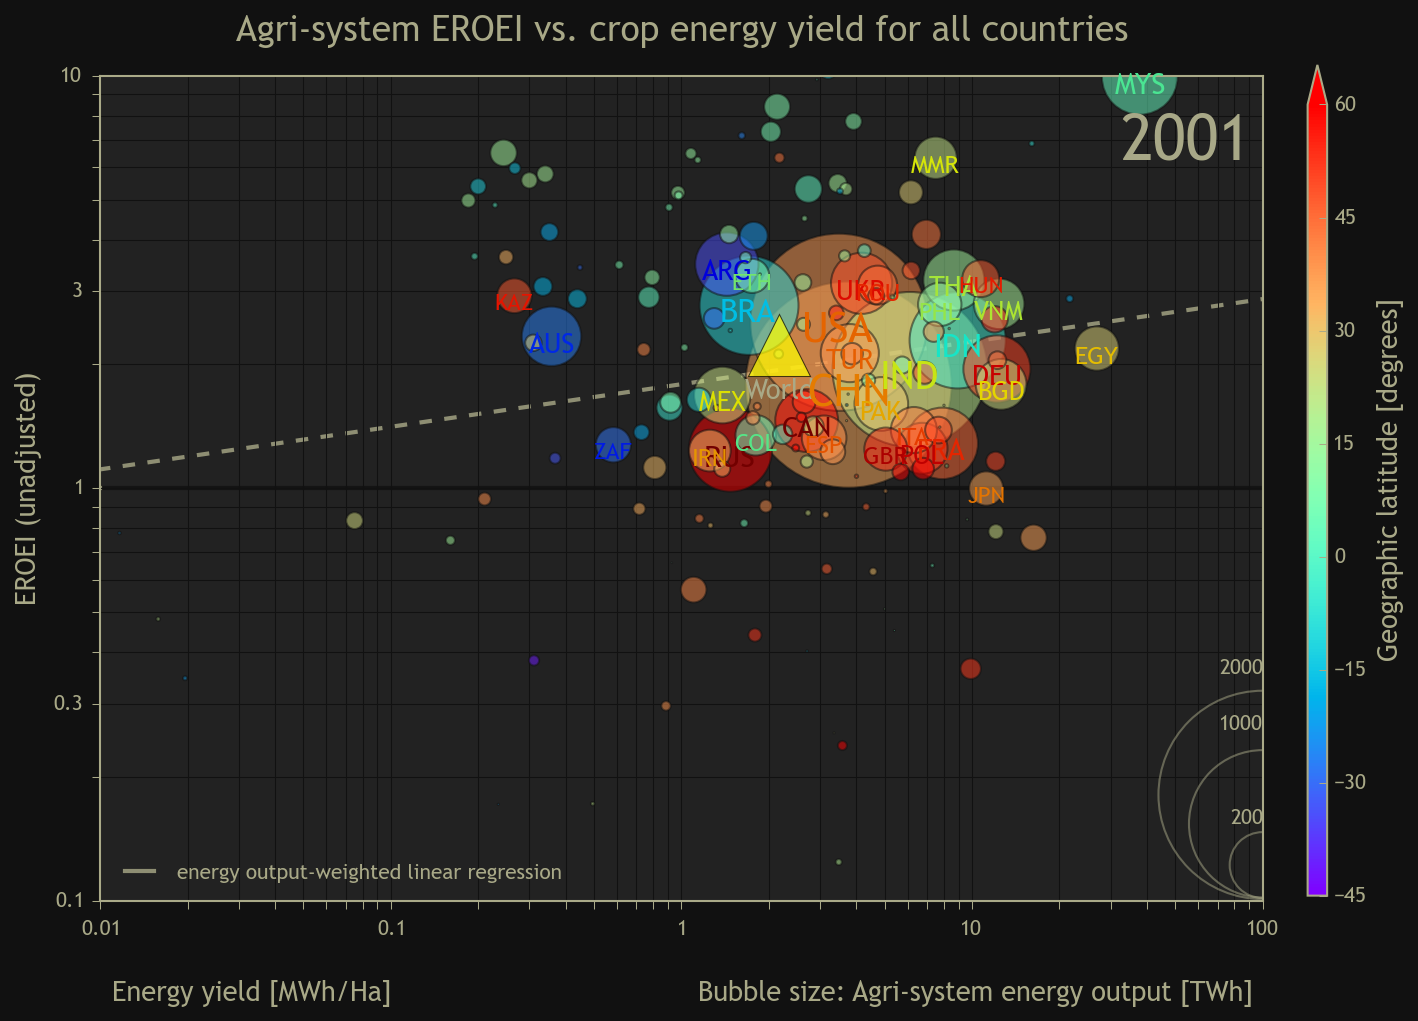 Agri-system EROEI vs. crop energy yield for all countries
10
3
1
0.3
0.1
EROEI (unadjusted)
2001
MYS
MMR
ARG
ETH
KAZ
BRA
AUS
UKR
THA
HUN
PHL
VNM
USA
TUR
IDN
EGY
World
CHN
IND
DEU
BGD
MEX
PAK
CAN
COL
ESP
ITA
FRA
ZAF
IRN
RUS
GBR
POL
JPN
2000
1000
200
energy output-weighted linear regression
0.01
0.1
1
10
100
Energy yield [MWh/Ha]
Bubble size: Agri-system energy output [TWh]
60
45
30
15
0
−15
−30
−45
Geographic latitude [degrees]